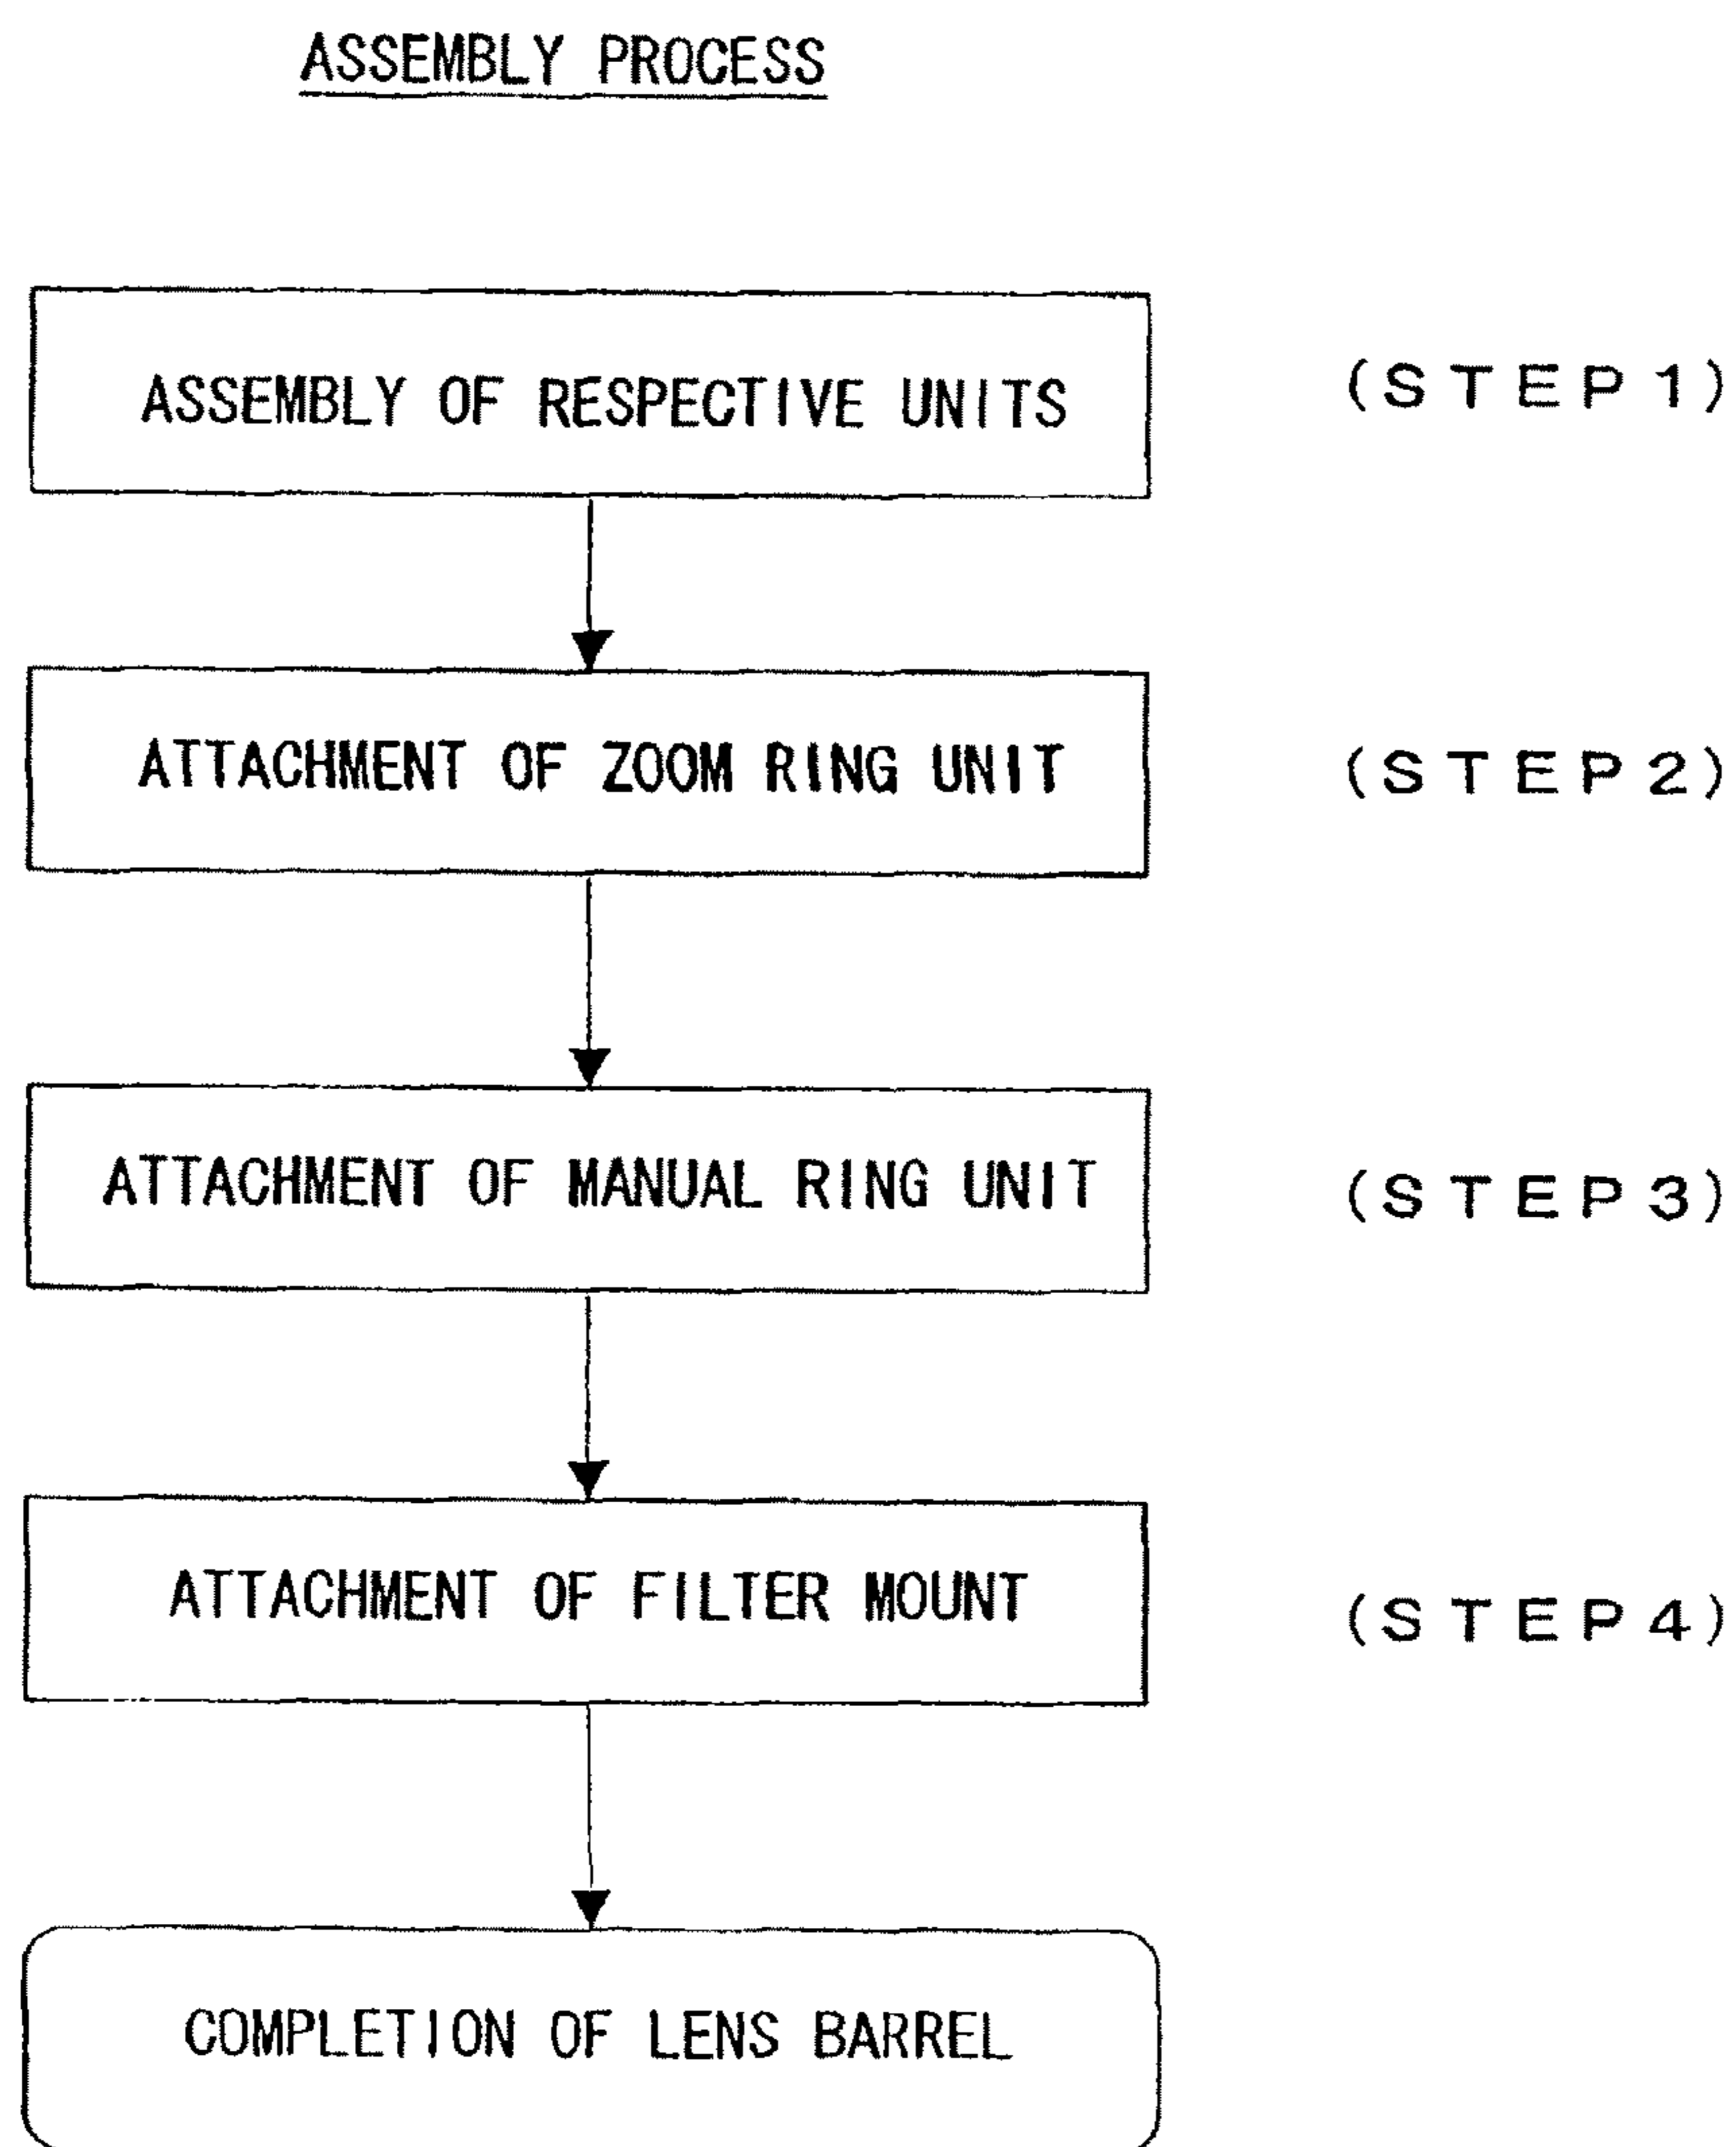 ASSEMBLY PROCESS
ASSEMBLY OF RESPECTIVE UNITS
(STEP1)
ATTACHMENT OF ZOOM RING UNIT
(STEP2)
ATTACHMENT OF MANUAL RING UNIT
(STEP3)
ATTACHMENT OF FILTER MOUNT
(STEP4)
COMPLETION OF LENS BARREL